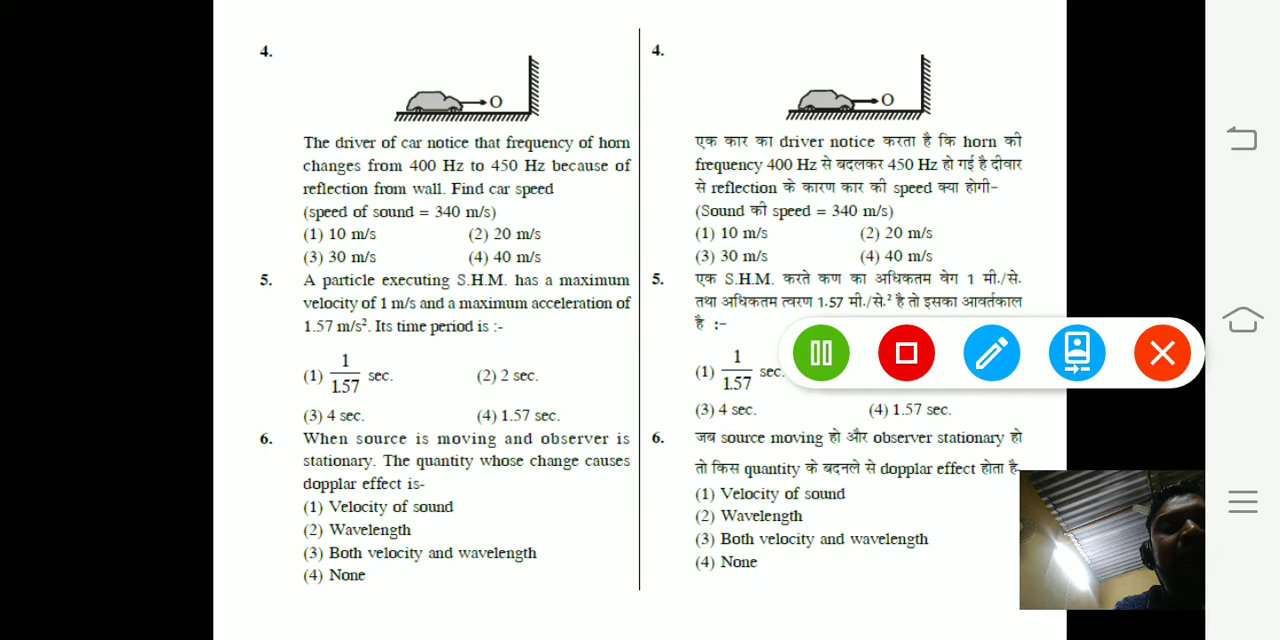 4.
O
The driver of car notice that frequency of horn
changes from 400 Hz to 450 Hz because of
reflection from wall. Find car speed
(speed of sound = 340 m/s)
(1) 10 m/s (2) 20 m/s
(3) 30 m/s (4) 40 m/s
5. A particle executing S.H.M. has a maximum
velocity of 1 m/s and a maximum acceleration of
1.57 m/s². Its time period is :-
(1) 1/1.57 sec. (2) 2 sec.
(3) 4 sec. (4) 1.57 sec.
6. When source is moving and observer is
stationary. The quantity whose change causes
dopplar effect is-
(1) Velocity of sound
(2) Wavelength
(3) Both velocity and wavelength
(4) None
4.
O
एक कार का driver notice करता है कि horn की
frequency 400 Hz से बदलकर 450 Hz हो गई है दीवार
से reflection के कारण कार की speed क्या होगी-
(Sound की speed = 340 m/s)
(1) 10 m/s (2) 20 m/s
(3) 30 m/s (4) 40 m/s
5. एक S.H.M. करते कण का अधिकतम वेग 1 मी./से.
तथा अधिकतम त्वरण 1.57 मी./से.² है तो इसका आवर्तकाल
है :-
(1) 1/1.57 sec.
(3) 4 sec. (4) 1.57 sec.
6. जब source moving हो और observer stationary हो
तो किस quantity के बदनले से dopplar effect होता है-
(1) Velocity of sound
(2) Wavelength
(3) Both velocity and wavelength
(4) None